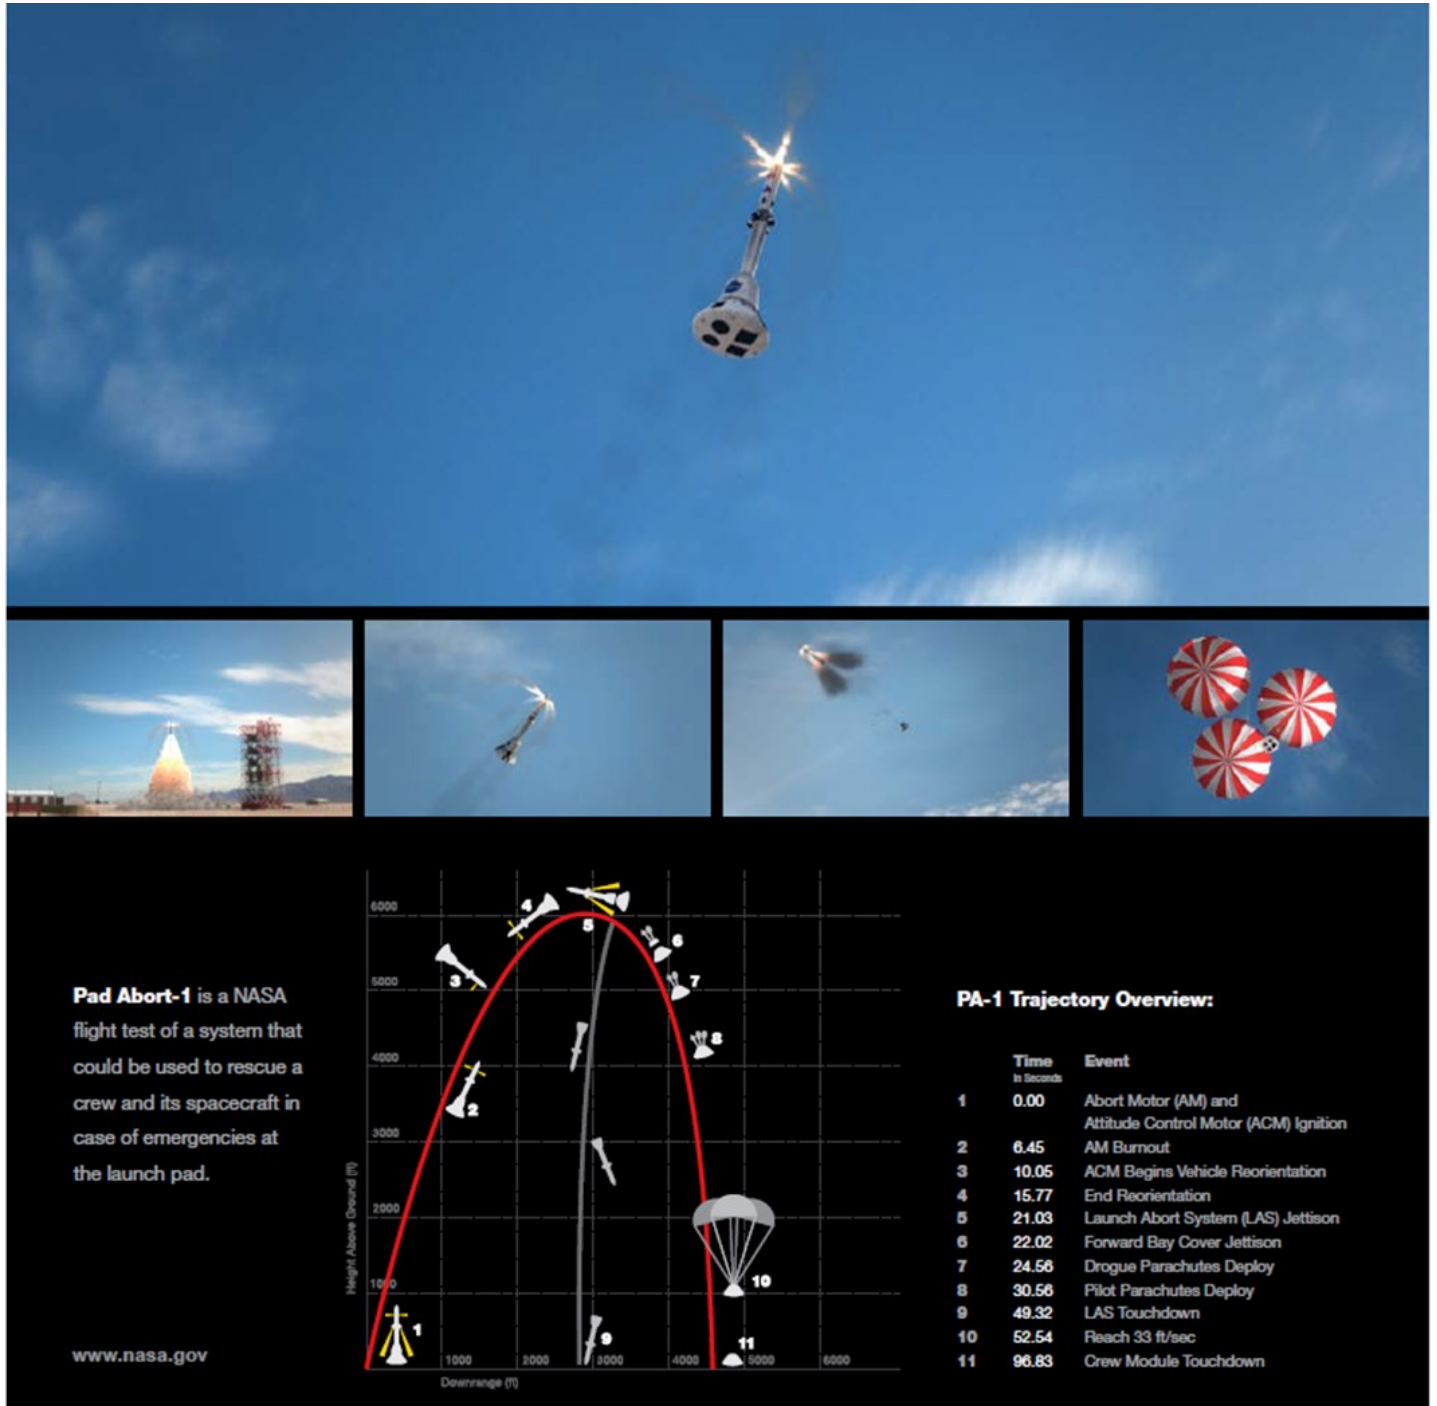 Pad Abort-1 is a NASA
flight test of a system that
could be used to rescue a
crew and its spacecraft in
case of emergencies at
the launch pad.
www.nasa.gov
Height Above Ground (ft)
6000
5000
4000
3000
2000
1000
1
2
3
4
5
6
7
8
9
10
11
1000 2000 3000 4000 5000 6000
Downrange (ft)
PA-1 Trajectory Overview:
Time Event
In Seconds
1 0.00 Abort Motor (AM) and
Attitude Control Motor (ACM) Ignition
2 6.45 AM Burnout
3 10.05 ACM Begins Vehicle Reorientation
4 15.77 End Reorientation
5 21.03 Launch Abort System (LAS) Jettison
6 22.02 Forward Bay Cover Jettison
7 24.56 Drogue Parachutes Deploy
8 30.56 Pilot Parachutes Deploy
9 49.32 LAS Touchdown
10 52.54 Reach 33 ft/sec
11 96.83 Crew Module Touchdown